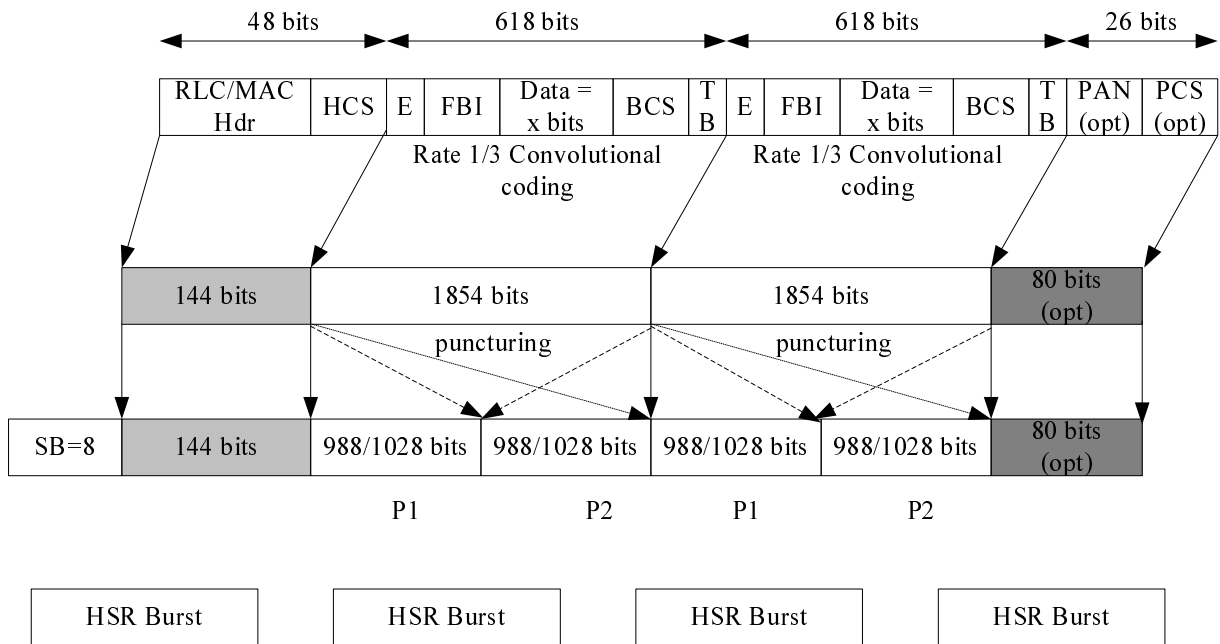 48 bits
618 bits
618 bits
26 bits
RLC/MAC
Hdr
HCS
E
FBI
Data =
x bits
BCS
T
B
E
FBI
Data =
x bits
BCS
T
B
PAN
(opt)
PCS
(opt)
Rate 1/3 Convolutional
coding
Rate 1/3 Convolutional
coding
144 bits
1854 bits
1854 bits
80 bits
(opt)
puncturing
puncturing
SB=8
144 bits
988/1028 bits
988/1028 bits
988/1028 bits
988/1028 bits
80 bits
(opt)
P1
P2
P1
P2
HSR Burst
HSR Burst
HSR Burst
HSR Burst